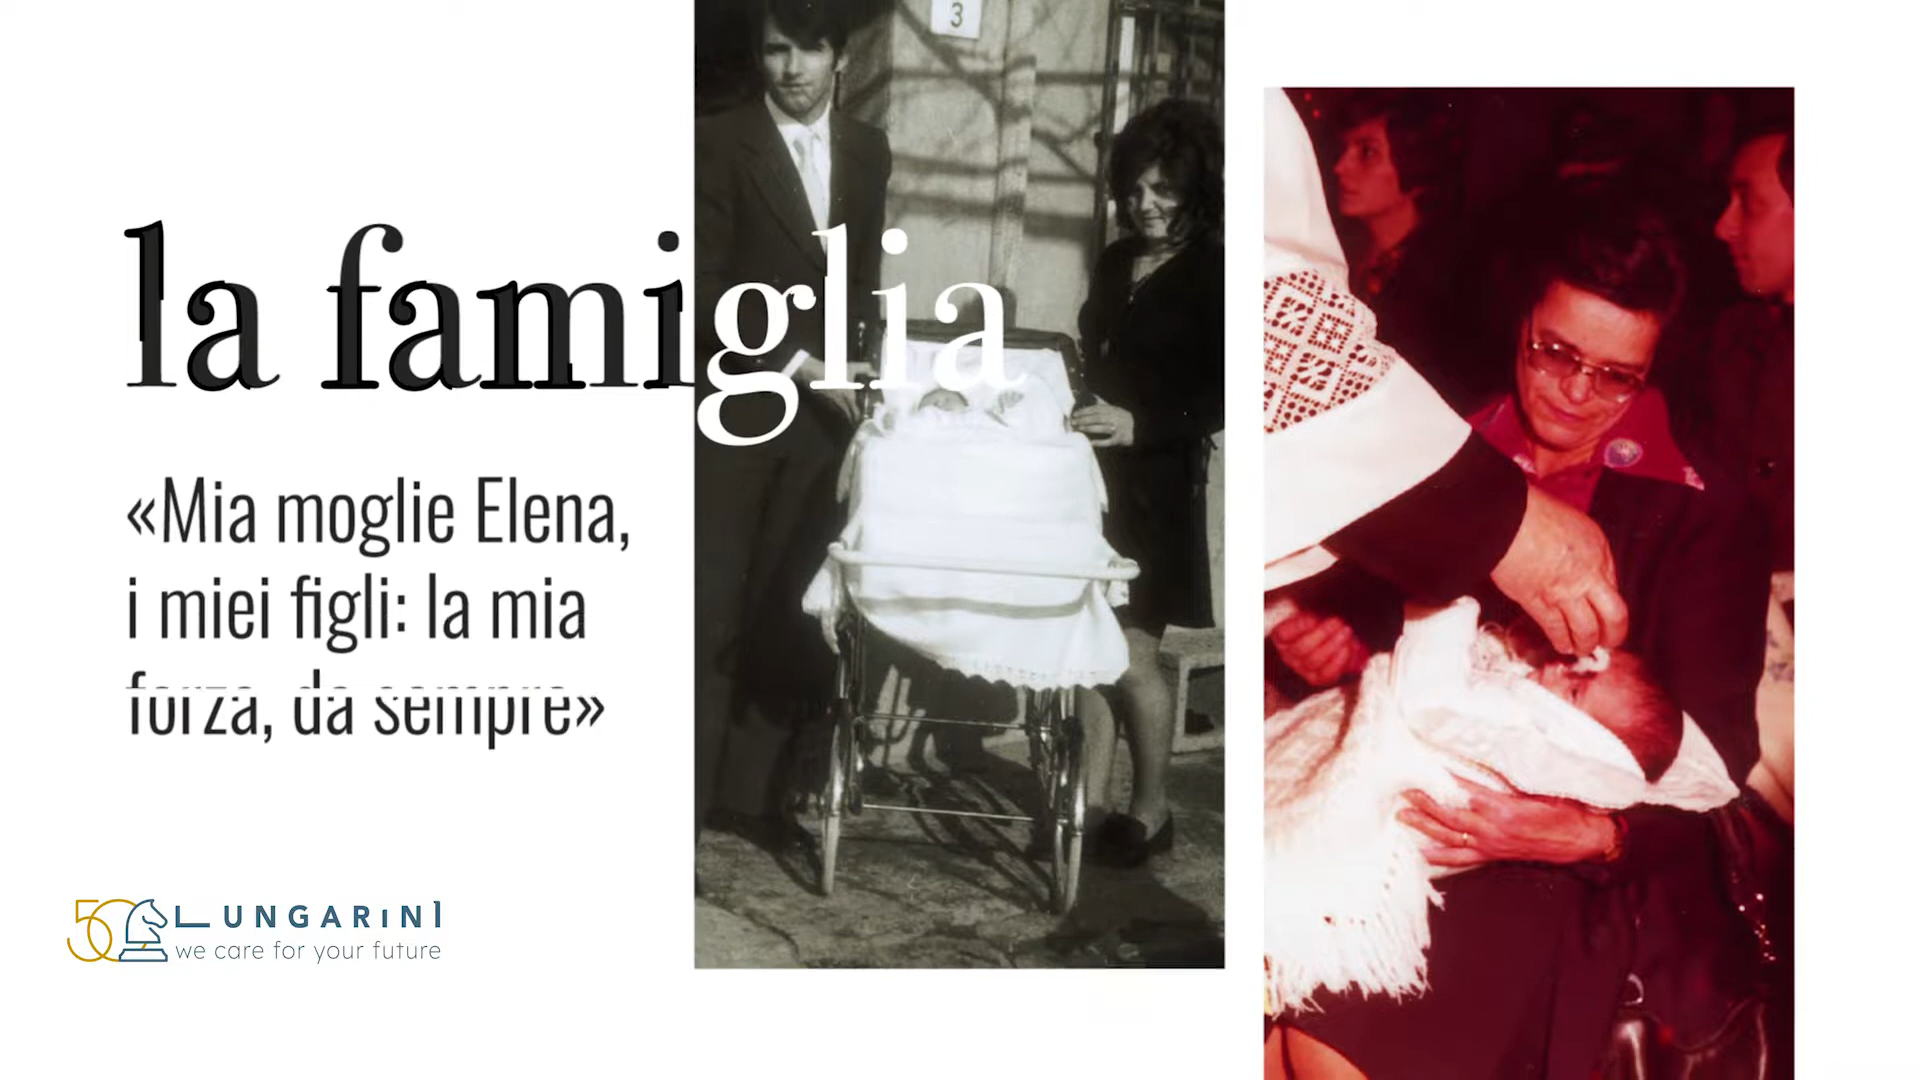 3
la famiglia
«Mia moglie Elena,
i miei figli: la mia
forza, da sempre»
50 LUNGARINI
we care for your future